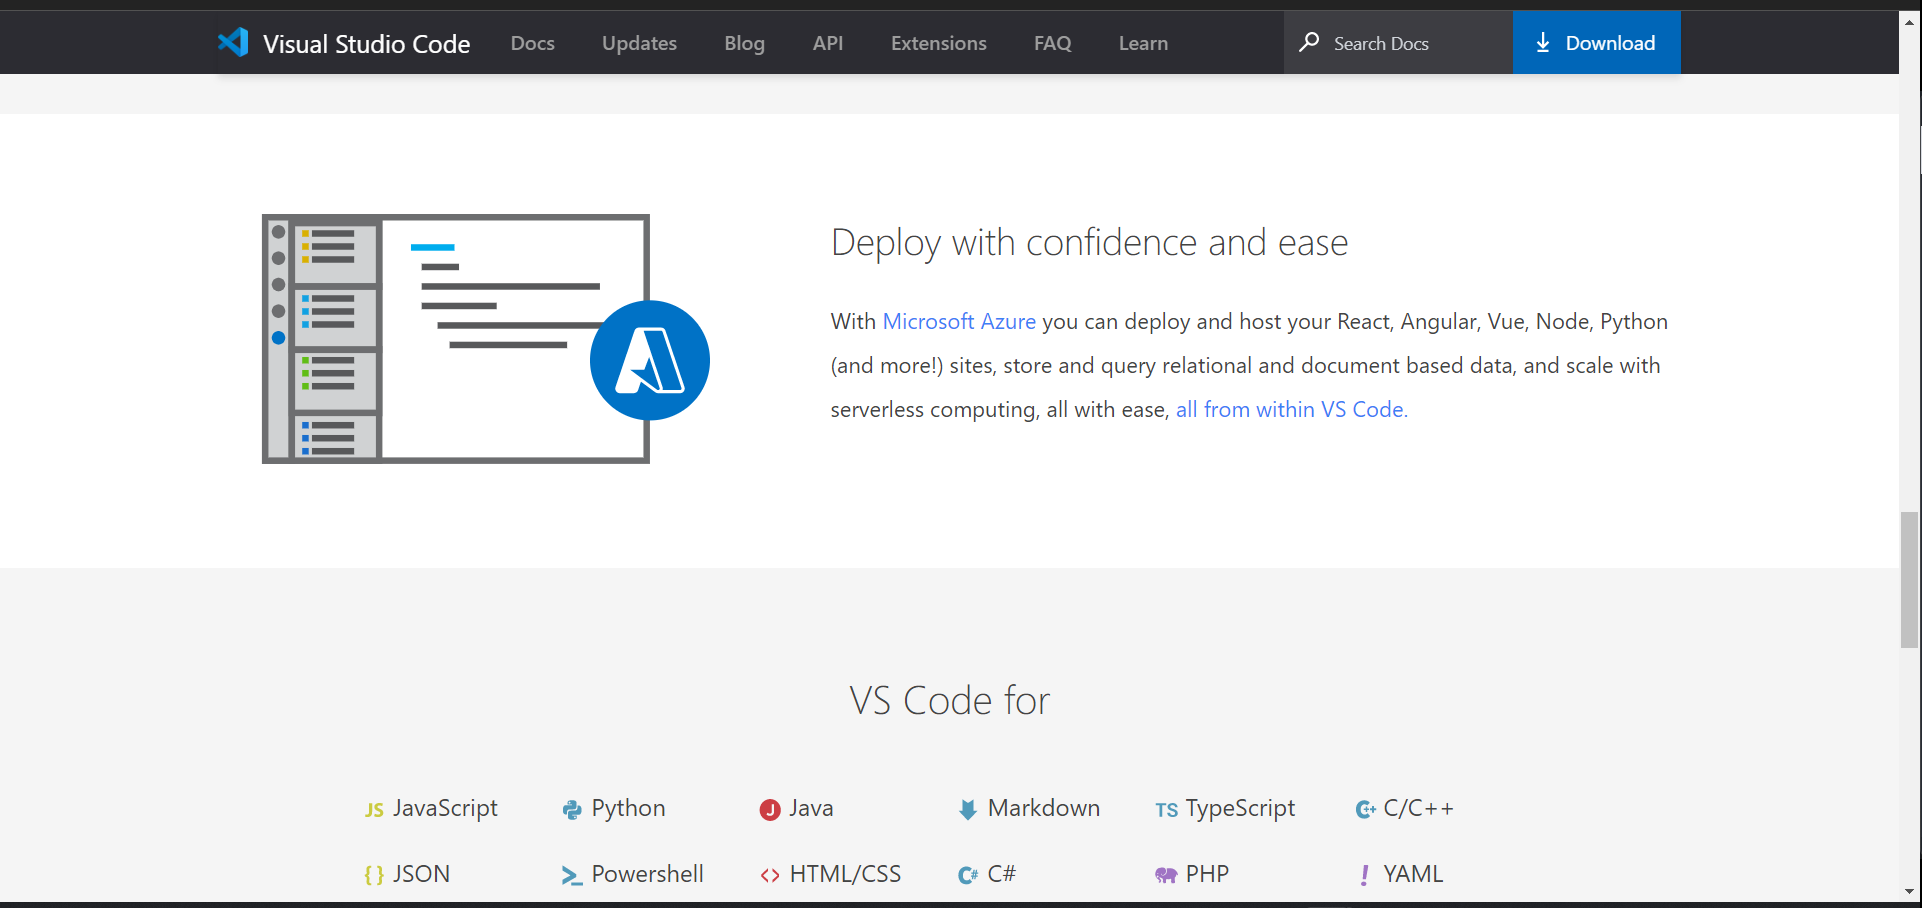 Visual Studio Code Docs Updates Blog API Extensions FAQ Learn Search Docs Download
Deploy with confidence and ease
With Microsoft Azure you can deploy and host your React, Angular, Vue, Node, Python
(and more!) sites, store and query relational and document based data, and scale with
serverless computing, all with ease, all from within VS Code.
VS Code for
JS JavaScript Python J Java Markdown TS TypeScript C++ C/C++
{} JSON Powershell <> HTML/CSS C# C# PHP ! YAML